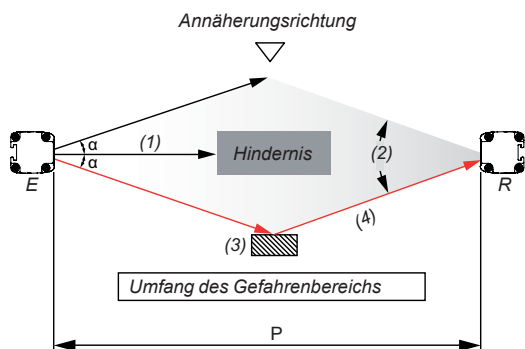 Annäherungsrichtung
α
(1)
α
Hindernis
(2)
E
R
(3)
(4)
Umfang des Gefahrenbereichs
P